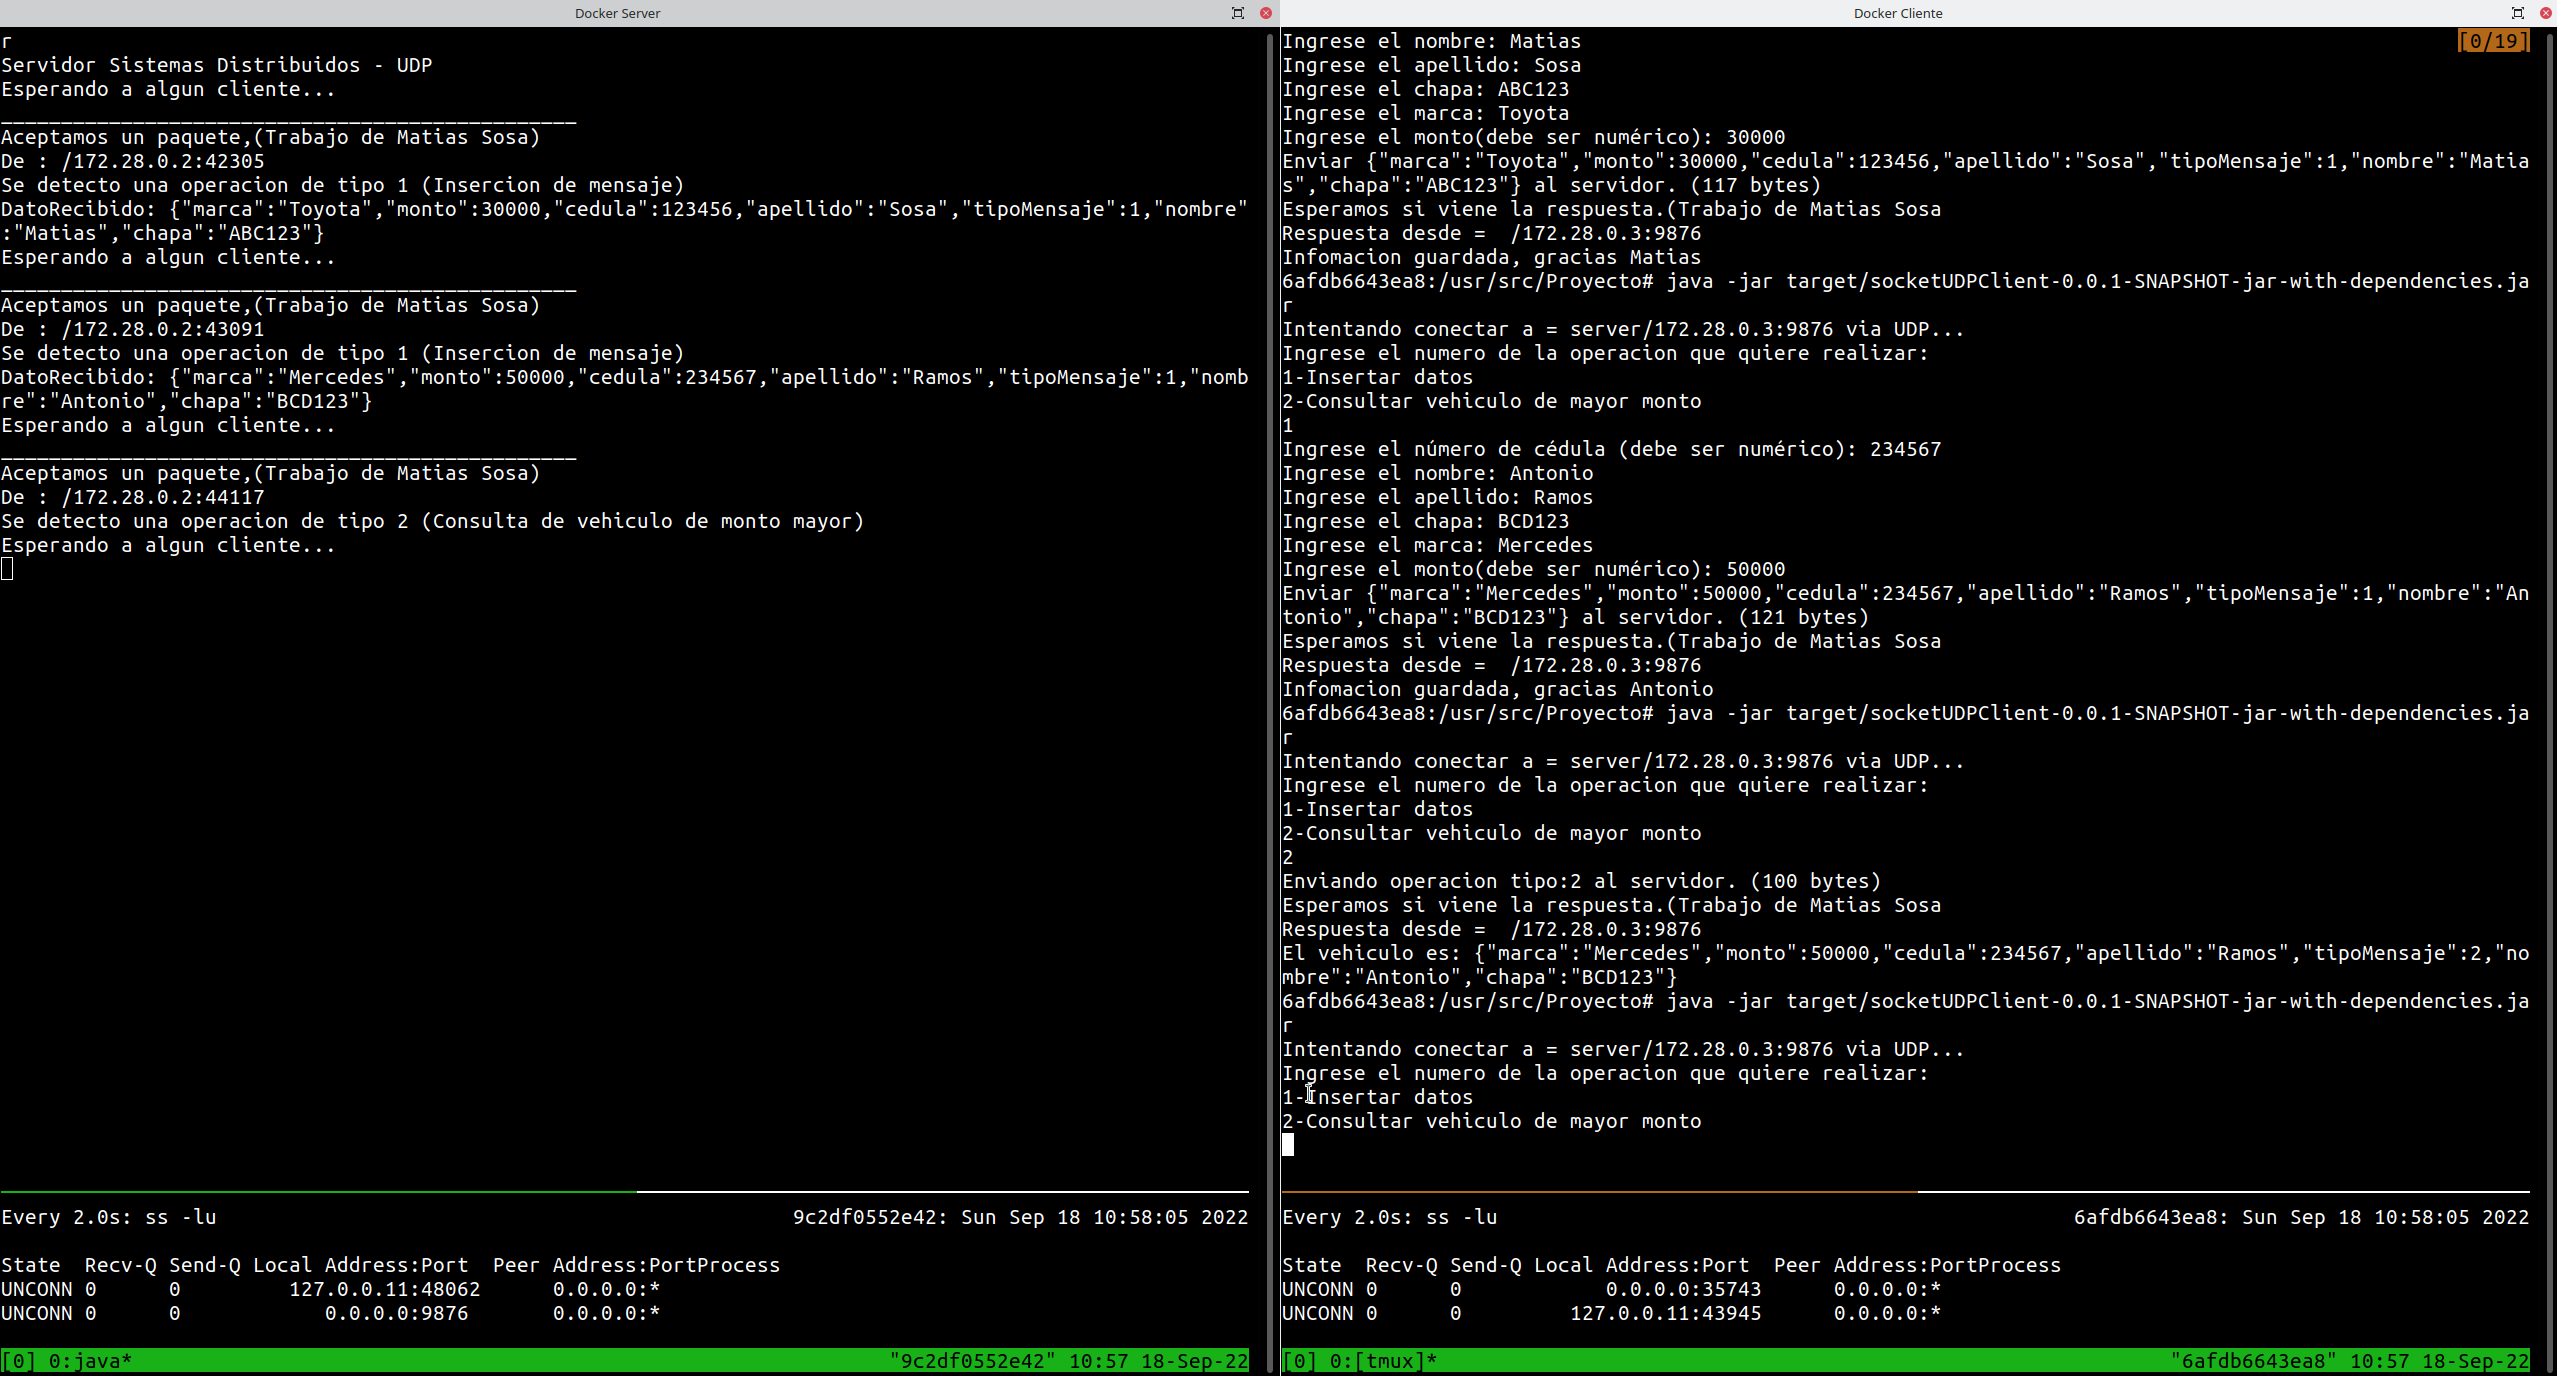 Docker Server
r
Servidor Sistemas Distribuidos - UDP
Esperando a algun cliente...
________________________________________________
Aceptamos un paquete,(Trabajo de Matias Sosa)
De : /172.28.0.2:42305
Se detecto una operacion de tipo 1 (Insercion de mensaje)
DatoRecibido: {"marca":"Toyota","monto":30000,"cedula":123456,"apellido":"Sosa","tipoMensaje":1,"nombre"
:"Matias","chapa":"ABC123"}
Esperando a algun cliente...
________________________________________________
Aceptamos un paquete,(Trabajo de Matias Sosa)
De : /172.28.0.2:43091
Se detecto una operacion de tipo 1 (Insercion de mensaje)
DatoRecibido: {"marca":"Mercedes","monto":50000,"cedula":234567,"apellido":"Ramos","tipoMensaje":1,"nomb
re":"Antonio","chapa":"BCD123"}
Esperando a algun cliente...
________________________________________________
Aceptamos un paquete,(Trabajo de Matias Sosa)
De : /172.28.0.2:44117
Se detecto una operacion de tipo 2 (Consulta de vehiculo de monto mayor)
Esperando a algun cliente...
Every 2.0s: ss -lu 9c2df0552e42: Sun Sep 18 10:58:05 2022
State Recv-Q Send-Q Local Address:Port Peer Address:PortProcess
UNCONN 0 0 127.0.0.11:48062 0.0.0.0:*
UNCONN 0 0 0.0.0.0:9876 0.0.0.0:*
[0] 0:java* "9c2df0552e42" 10:57 18-Sep-22
Docker Cliente
Ingrese el nombre: Matias [0/19]
Ingrese el apellido: Sosa
Ingrese el chapa: ABC123
Ingrese el marca: Toyota
Ingrese el monto(debe ser numérico): 30000
Enviar {"marca":"Toyota","monto":30000,"cedula":123456,"apellido":"Sosa","tipoMensaje":1,"nombre":"Matia
s","chapa":"ABC123"} al servidor. (117 bytes)
Esperamos si viene la respuesta.(Trabajo de Matias Sosa
Respuesta desde =  /172.28.0.3:9876
Infomacion guardada, gracias Matias
6afdb6643ea8:/usr/src/Proyecto# java -jar target/socketUDPClient-0.0.1-SNAPSHOT-jar-with-dependencies.ja
r
Intentando conectar a = server/172.28.0.3:9876 via UDP...
Ingrese el numero de la operacion que quiere realizar:
1-Insertar datos
2-Consultar vehiculo de mayor monto
1
Ingrese el número de cédula (debe ser numérico): 234567
Ingrese el nombre: Antonio
Ingrese el apellido: Ramos
Ingrese el chapa: BCD123
Ingrese el marca: Mercedes
Ingrese el monto(debe ser numérico): 50000
Enviar {"marca":"Mercedes","monto":50000,"cedula":234567,"apellido":"Ramos","tipoMensaje":1,"nombre":"An
tonio","chapa":"BCD123"} al servidor. (121 bytes)
Esperamos si viene la respuesta.(Trabajo de Matias Sosa
Respuesta desde =  /172.28.0.3:9876
Infomacion guardada, gracias Antonio
6afdb6643ea8:/usr/src/Proyecto# java -jar target/socketUDPClient-0.0.1-SNAPSHOT-jar-with-dependencies.ja
r
Intentando conectar a = server/172.28.0.3:9876 via UDP...
Ingrese el numero de la operacion que quiere realizar:
1-Insertar datos
2-Consultar vehiculo de mayor monto
2
Enviando operacion tipo:2 al servidor. (100 bytes)
Esperamos si viene la respuesta.(Trabajo de Matias Sosa
Respuesta desde =  /172.28.0.3:9876
El vehiculo es: {"marca":"Mercedes","monto":50000,"cedula":234567,"apellido":"Ramos","tipoMensaje":2,"no
mbre":"Antonio","chapa":"BCD123"}
6afdb6643ea8:/usr/src/Proyecto# java -jar target/socketUDPClient-0.0.1-SNAPSHOT-jar-with-dependencies.ja
r
Intentando conectar a = server/172.28.0.3:9876 via UDP...
Ingrese el numero de la operacion que quiere realizar:
1-Insertar datos
2-Consultar vehiculo de mayor monto
Every 2.0s: ss -lu 6afdb6643ea8: Sun Sep 18 10:58:05 2022
State Recv-Q Send-Q Local Address:Port Peer Address:PortProcess
UNCONN 0 0 0.0.0.0:35743 0.0.0.0:*
UNCONN 0 0 127.0.0.11:43945 0.0.0.0:*
[0] 0:[tmux]* "6afdb6643ea8" 10:57 18-Sep-22